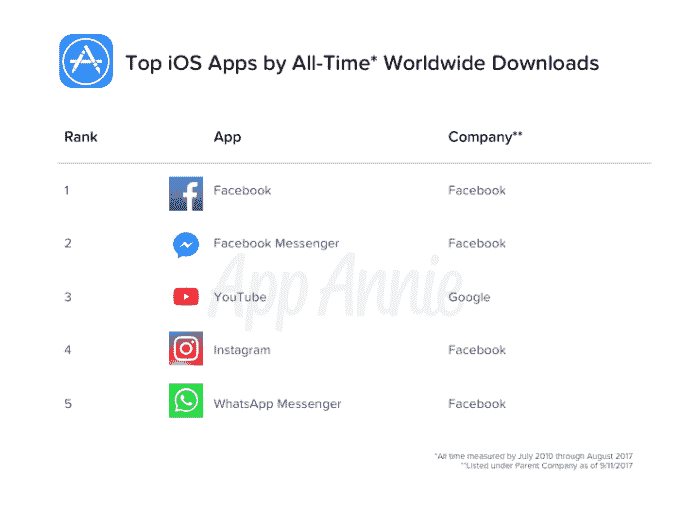 Top iOS Apps by All-Time* Worldwide Downloads
Rank App Company**
1 Facebook Facebook
2 Facebook Messenger Facebook
App Annie
3 YouTube Google
4 Instagram Facebook
5 WhatsApp Messenger Facebook
*All time measured by July 2010 through August 2017
**Listed under Parent Company as of 9/11/2017